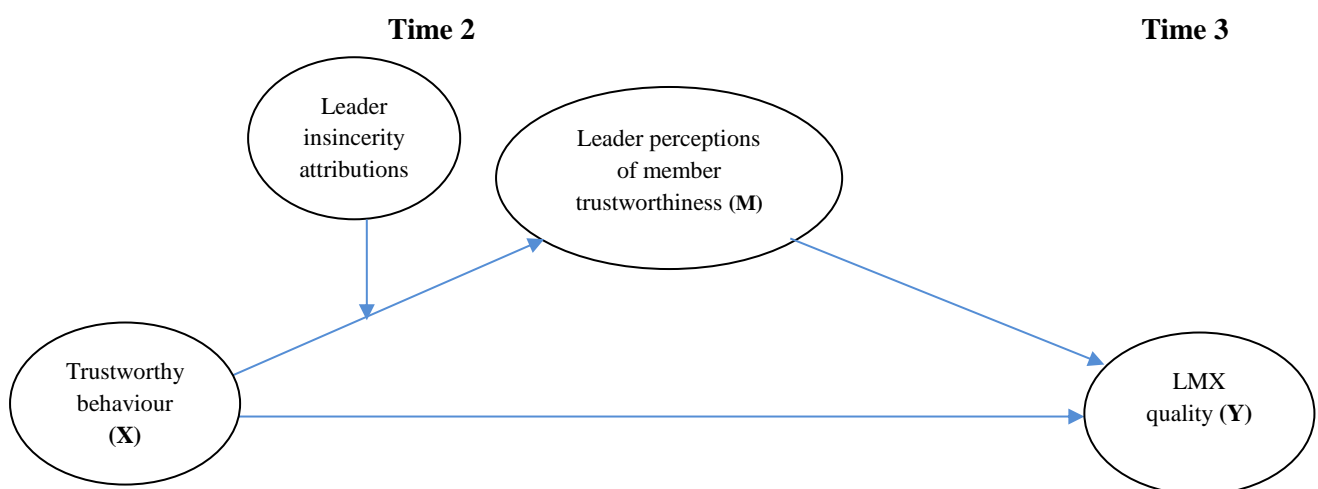 Time 2
Time 3
Leader
insincerity
attributions
Leader perceptions
of member
trustworthiness (M)
Trustworthy
behaviour
(X)
LMX
quality (Y)